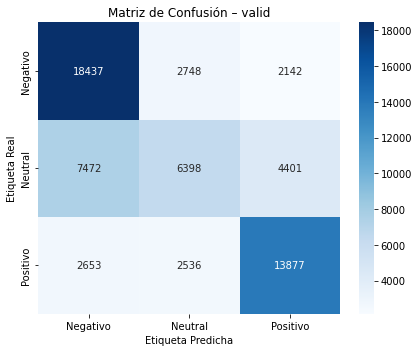 Matriz de Confusión – valid
Etiqueta Real
Negativo
18437 2748 2142
Neutral
7472 6398 4401
Positivo
2653 2536 13877
Negativo Neutral Positivo
Etiqueta Predicha
18000
16000
14000
12000
10000
8000
6000
4000